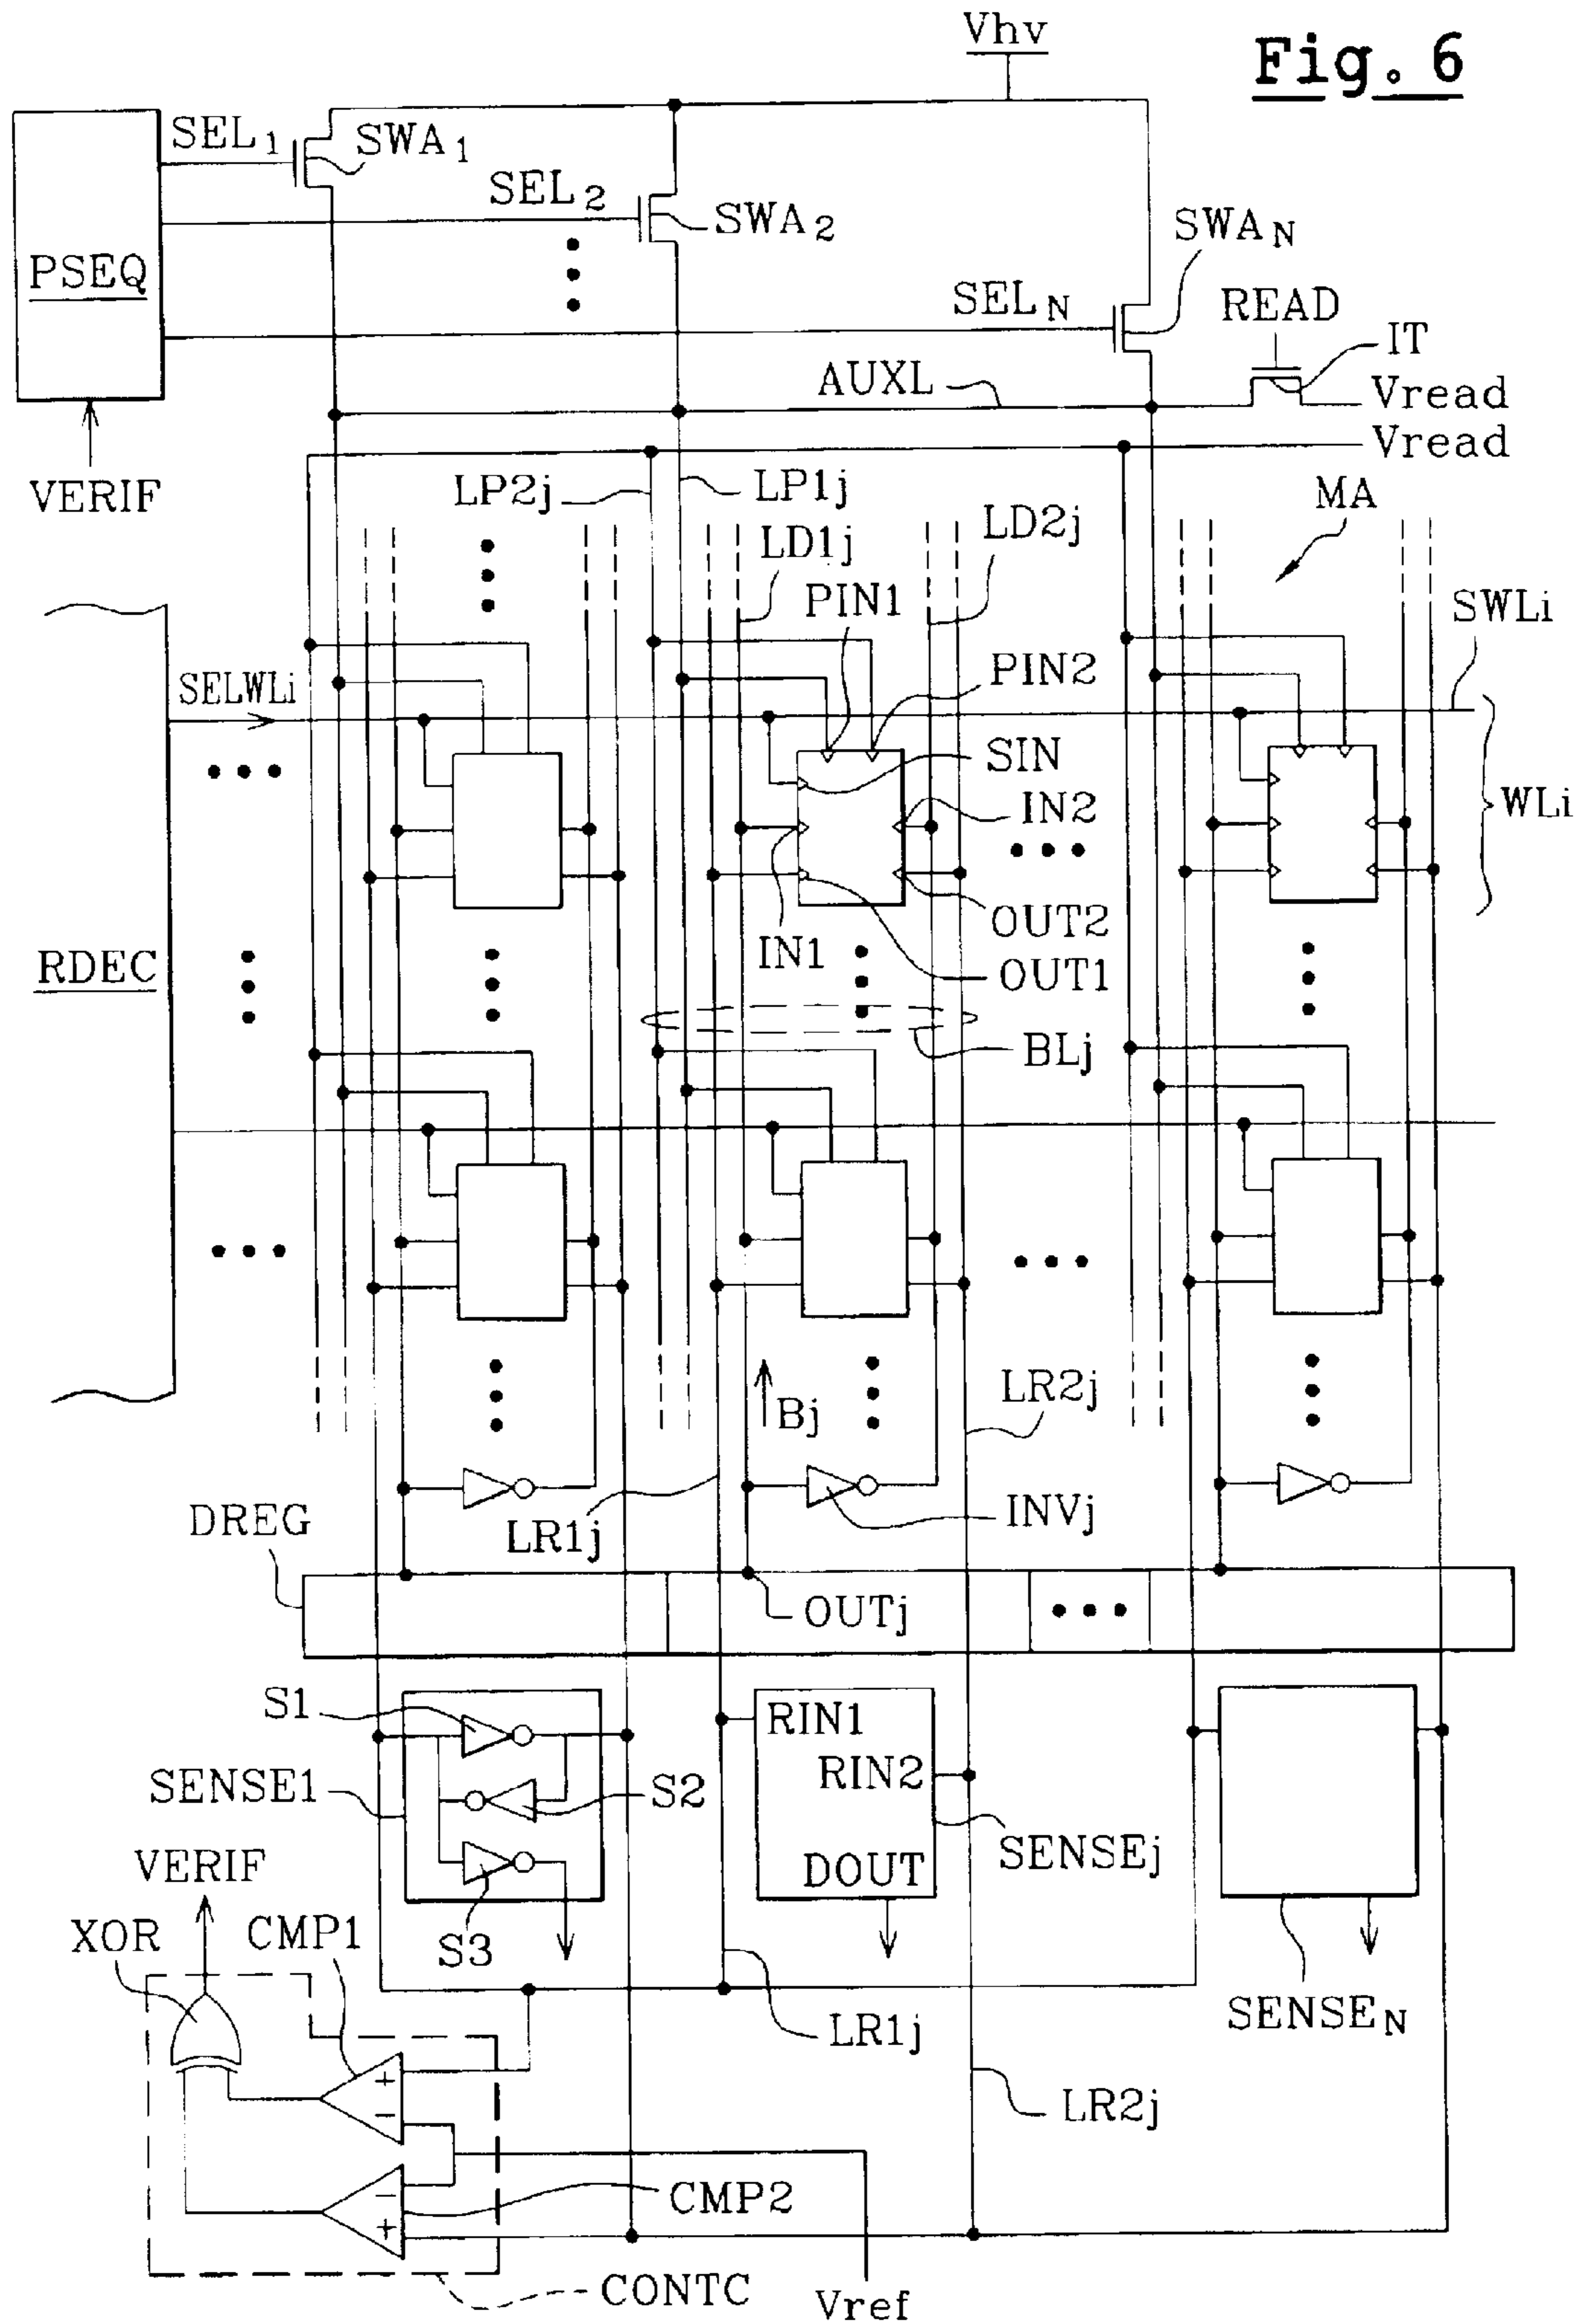 Vhv
Fig. 6
SEL1
SWA1
SEL2
SWA2
SWAN
PSEQ
SELN
READ
IT
AUXL
Vread
Vread
VERIF
LP2j
LP1j
MA
LD1j
LD2j
PIN1
SWLi
SELWLi
PIN2
SIN
IN2
WLi
RDEC
IN1
OUT2
OUT1
BLj
Bj
LR2j
DREG
LR1j
INVj
OUTj
S1
RIN1
RIN2
SENSE1
S2
SENSEj
VERIF
DOUT
XOR
CMP1
S3
LR1j
SENSEN
+
−
LR2j
−
CMP2
+
CONTC
Vref